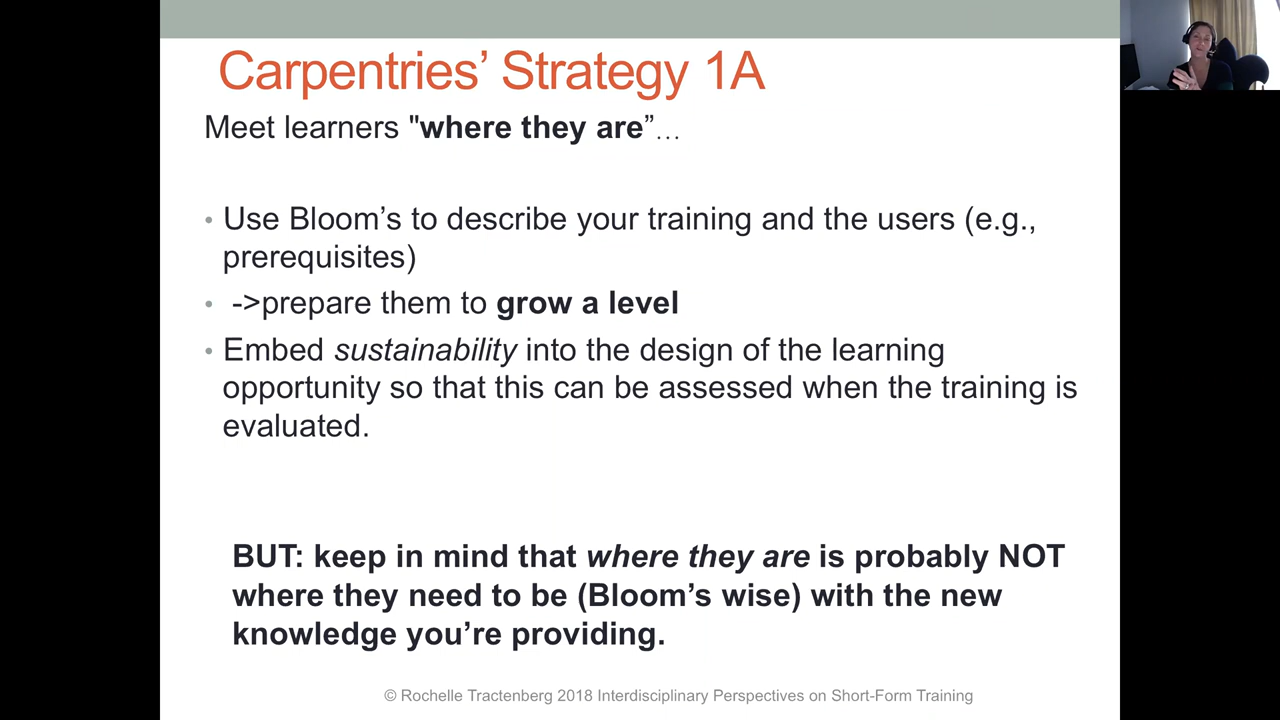 Carpentries’ Strategy 1A
Meet learners "where they are”…
• Use Bloom’s to describe your training and the users (e.g.,
prerequisites)
• ->prepare them to grow a level
• Embed sustainability into the design of the learning
opportunity so that this can be assessed when the training is
evaluated.
BUT: keep in mind that where they are is probably NOT
where they need to be (Bloom’s wise) with the new
knowledge you’re providing.
© Rochelle Tractenberg 2018 Interdisciplinary Perspectives on Short-Form Training